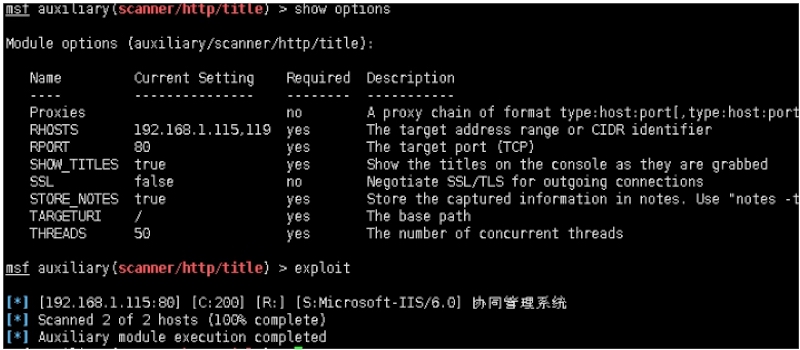 msf auxiliary(scanner/http/title) > show options
Module options (auxiliary/scanner/http/title):
Name Current Setting Required Description
---- --------------- -------- -----------
Proxies no A proxy chain of format type:host:port[,type:host:port
RHOSTS 192.168.1.115,119 yes The target address range or CIDR identifier
RPORT 80 yes The target port (TCP)
SHOW_TITLES true yes Show the titles on the console as they are grabbed
SSL false no Negotiate SSL/TLS for outgoing connections
STORE_NOTES true yes Store the captured information in notes. Use "notes -t
TARGETURI / yes The base path
THREADS 50 yes The number of concurrent threads
msf auxiliary(scanner/http/title) > exploit
[*] [192.168.1.115:80] [C:200] [R:] [S:Microsoft-IIS/6.0] 协同管理系统
[*] Scanned 2 of 2 hosts (100% complete)
[*] Auxiliary module execution completed